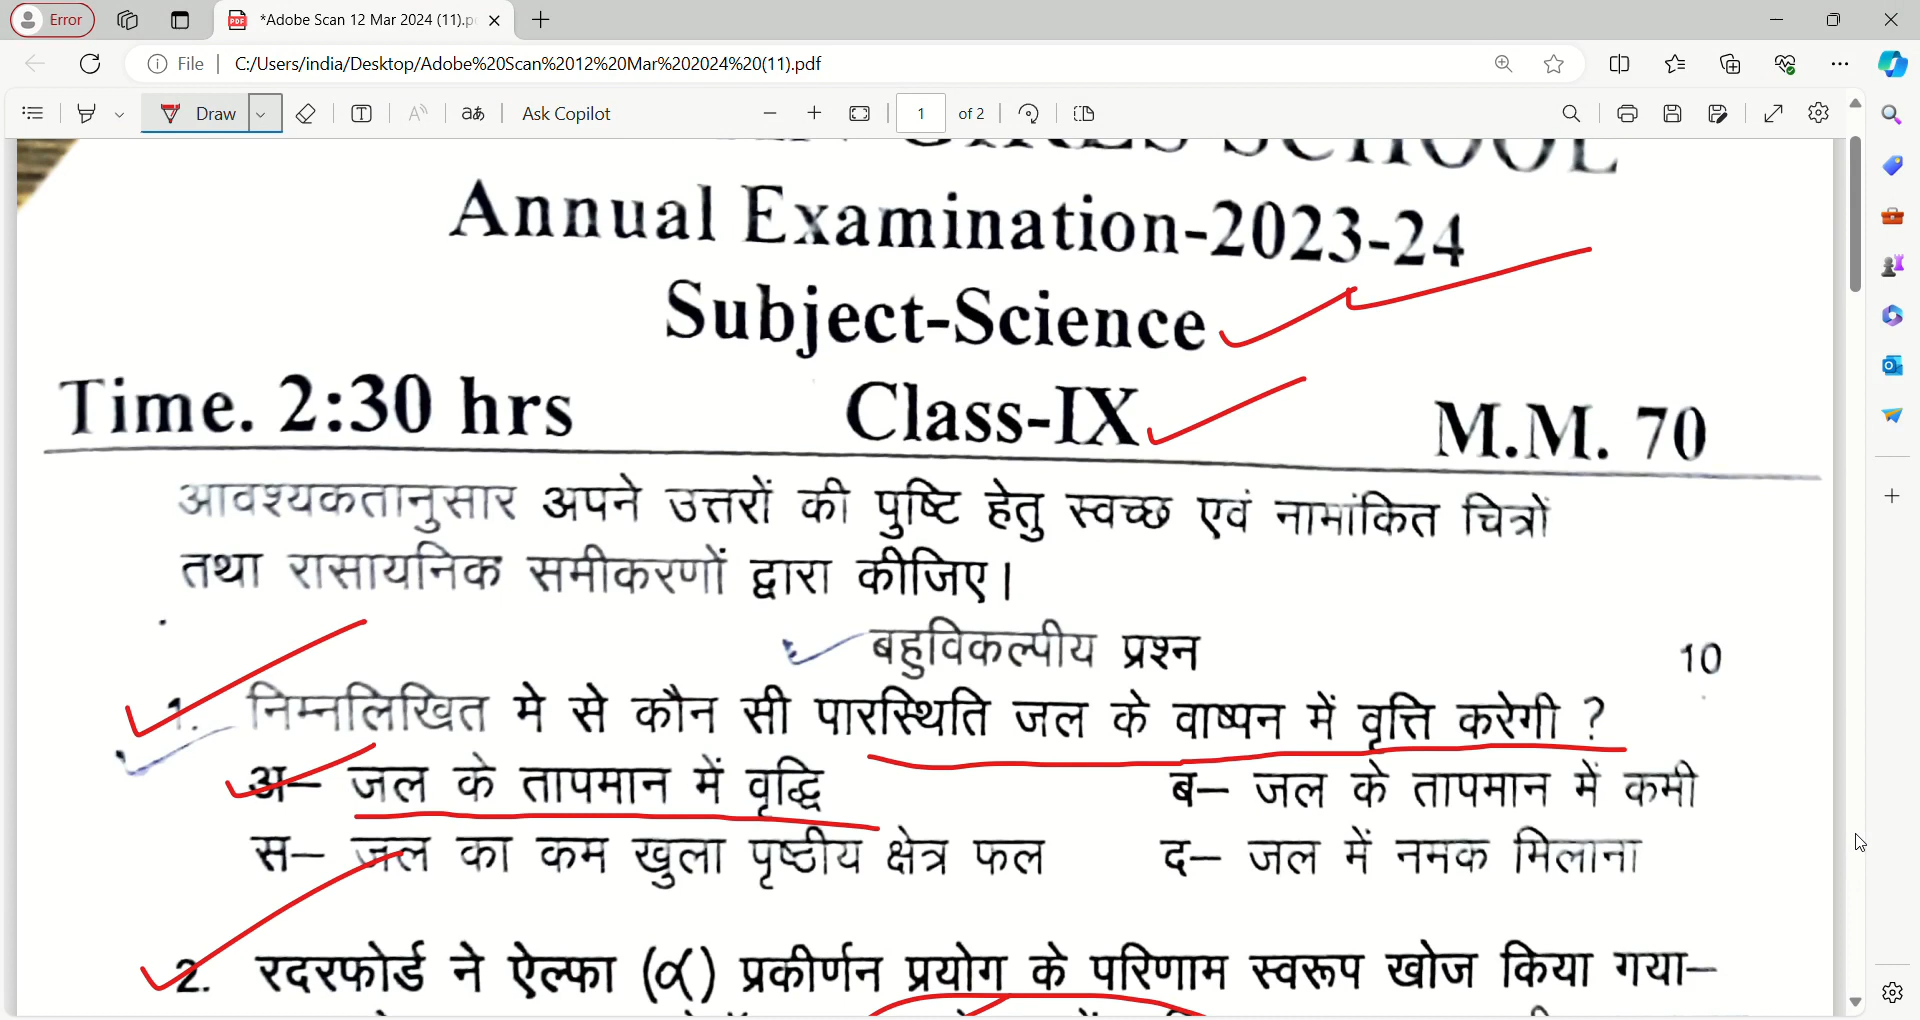 Error
*Adobe Scan 12 Mar 2024 (11).p
File
C:/Users/india/Desktop/Adobe%20Scan%2012%20Mar%202024%20(11).pdf
Draw
aあ
Ask Copilot
1 of 2
GIRLS SCHOOL
Annual Examination-2023-24
Subject-Science
Time. 2:30 hrs Class-IX M.M. 70
आवश्यकतानुसार अपने उत्तरों की पुष्टि हेतु स्वच्छ एवं नामांकित चित्रों
तथा रासायनिक समीकरणों द्वारा कीजिए।
बहुविकल्पीय प्रश्न 10
1. निम्नलिखित मे से कौन सी पारस्थिति जल के वाष्पन में वृत्ति करेगी ?
अ– जल के तापमान में वृद्धि ब– जल के तापमान में कमी
स– जल का कम खुला पृष्ठीय क्षेत्र फल द– जल में नमक मिलाना
2. रदरफोर्ड ने ऐल्फा (α) प्रकीर्णन प्रयोग के परिणाम स्वरूप खोज किया गया–